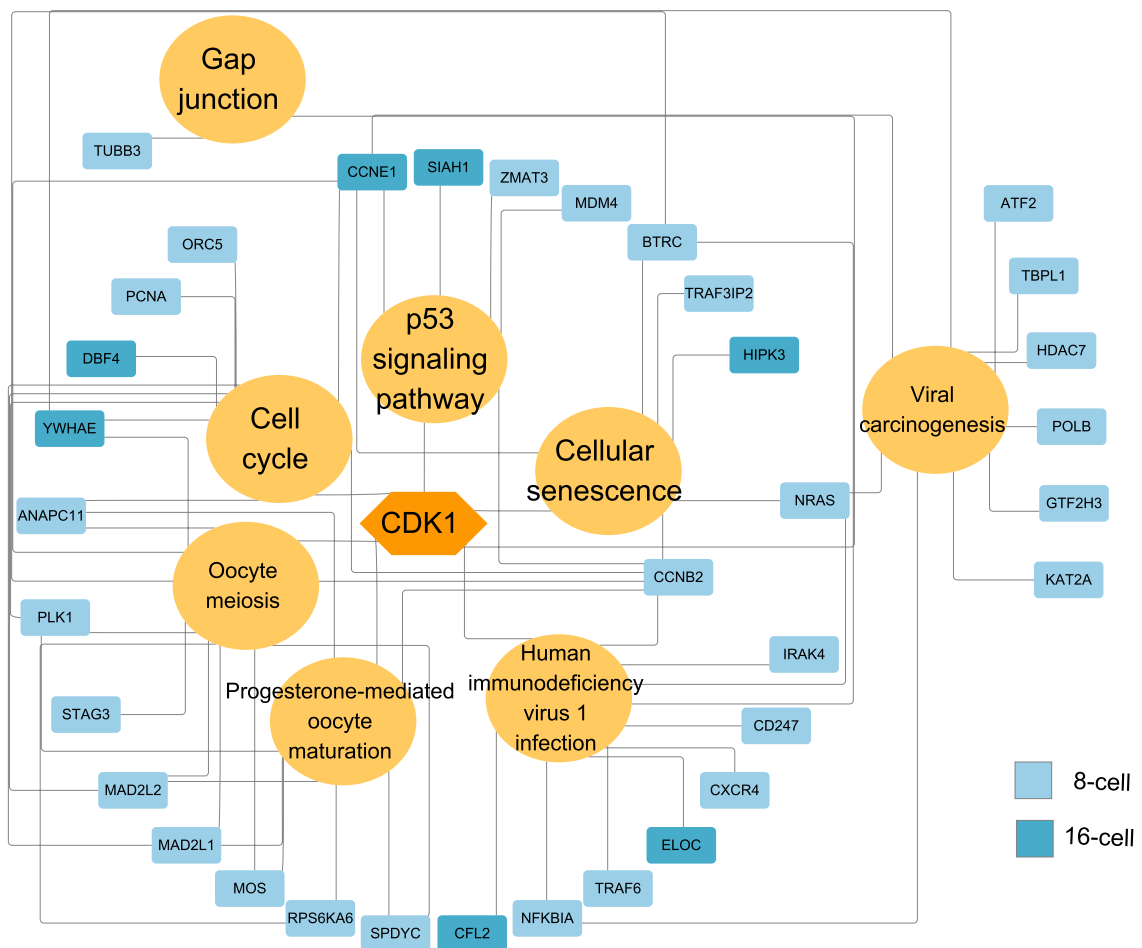 Gap
junction
TUBB3
CCNE1
SIAH1
ZMAT3
MDM4
ATF2
BTRC
ORC5
TBPL1
PCNA
TRAF3IP2
p53
signaling
pathway
DBF4
HIPK3
HDAC7
Viral
carcinogenesis
YWHAE
Cell
cycle
POLB
Cellular
senescence
NRAS
GTF2H3
ANAPC11
CDK1
Oocyte
meiosis
CCNB2
KAT2A
PLK1
Human
immunodeficiency
virus 1
infection
IRAK4
Progesterone-mediated
oocyte
maturation
STAG3
CD247
MAD2L2
CXCR4
8-cell
MAD2L1
ELOC
16-cell
MOS
TRAF6
RPS6KA6
NFKBIA
SPDYC
CFL2